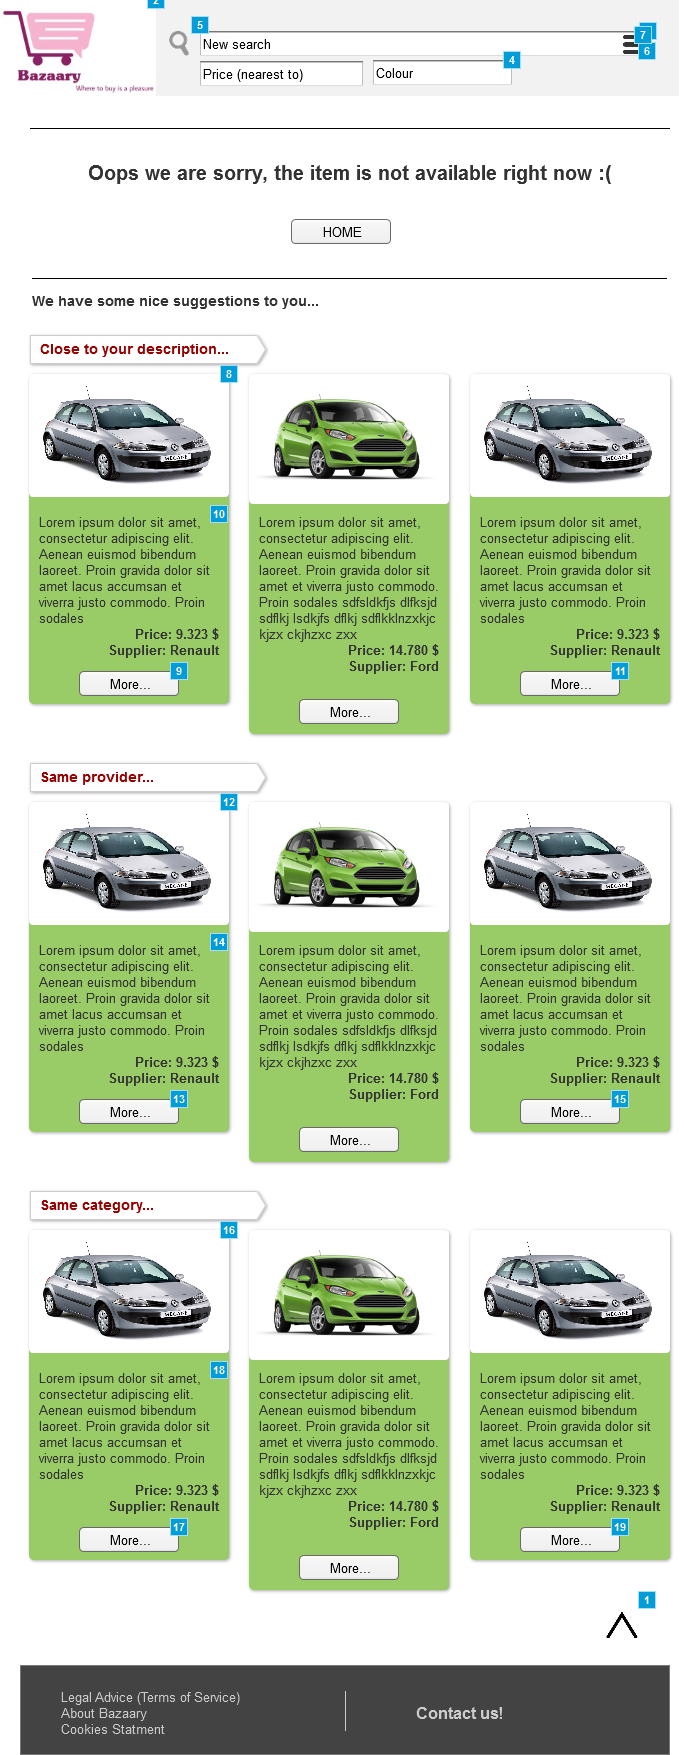 2
5
New search
7
6
Bazaary
Where to buy is a pleasure
Price (nearest to)
Colour
4
Oops we are sorry, the item is not available right now :(
HOME
We have some nice suggestions to you...
Close to your description...
8
MEGANE
Lorem ipsum dolor sit amet,
consectetur adipiscing elit.
Aenean euismod bibendum
laoreet. Proin gravida dolor sit
amet lacus accumsan et
viverra justo commodo. Proin
sodales
10
Price: 9.323 $
Supplier: Renault
More...
9
Lorem ipsum dolor sit amet,
consectetur adipiscing elit.
Aenean euismod bibendum
laoreet. Proin gravida dolor sit
amet et viverra justo commodo.
Proin sodales sdfsldkfjs dlfksjd
sdflkj lsdkjfs dflkj sdflkklnzxkjc
kjzx ckjhzxc zxx
Price: 14.780 $
Supplier: Ford
More...
MEGANE
Lorem ipsum dolor sit amet,
consectetur adipiscing elit.
Aenean euismod bibendum
laoreet. Proin gravida dolor sit
amet lacus accumsan et
viverra justo commodo. Proin
sodales
Price: 9.323 $
Supplier: Renault
More...
11
Same provider...
12
MEGANE
Lorem ipsum dolor sit amet,
consectetur adipiscing elit.
Aenean euismod bibendum
laoreet. Proin gravida dolor sit
amet lacus accumsan et
viverra justo commodo. Proin
sodales
14
Price: 9.323 $
Supplier: Renault
More...
13
Lorem ipsum dolor sit amet,
consectetur adipiscing elit.
Aenean euismod bibendum
laoreet. Proin gravida dolor sit
amet et viverra justo commodo.
Proin sodales sdfsldkfjs dlfksjd
sdflkj lsdkjfs dflkj sdflkklnzxkjc
kjzx ckjhzxc zxx
Price: 14.780 $
Supplier: Ford
More...
MEGANE
Lorem ipsum dolor sit amet,
consectetur adipiscing elit.
Aenean euismod bibendum
laoreet. Proin gravida dolor sit
amet lacus accumsan et
viverra justo commodo. Proin
sodales
Price: 9.323 $
Supplier: Renault
More...
15
Same category...
16
MEGANE
Lorem ipsum dolor sit amet,
consectetur adipiscing elit.
Aenean euismod bibendum
laoreet. Proin gravida dolor sit
amet lacus accumsan et
viverra justo commodo. Proin
sodales
18
Price: 9.323 $
Supplier: Renault
More...
17
Lorem ipsum dolor sit amet,
consectetur adipiscing elit.
Aenean euismod bibendum
laoreet. Proin gravida dolor sit
amet et viverra justo commodo.
Proin sodales sdfsldkfjs dlfksjd
sdflkj lsdkjfs dflkj sdflkklnzxkjc
kjzx ckjhzxc zxx
Price: 14.780 $
Supplier: Ford
More...
MEGANE
Lorem ipsum dolor sit amet,
consectetur adipiscing elit.
Aenean euismod bibendum
laoreet. Proin gravida dolor sit
amet lacus accumsan et
viverra justo commodo. Proin
sodales
Price: 9.323 $
Supplier: Renault
More...
19
1
Legal Advice (Terms of Service)
About Bazaary
Cookies Statment
Contact us!